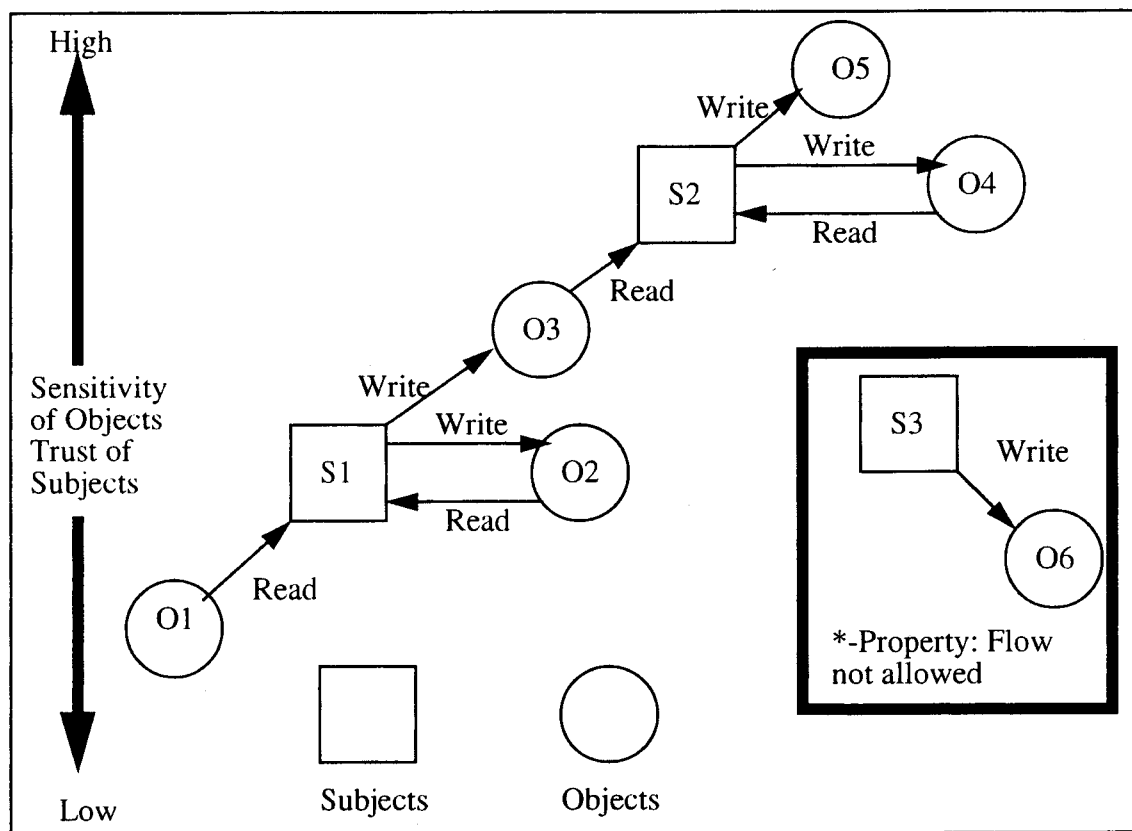 High
O5
Write
Write
S2
O4
Read
Read
O3
Write
Sensitivity
of Objects
Trust of
Subjects
Write
S1
O2
Read
Read
O1
S3
Write
O6
*-Property: Flow
not allowed
Low
Subjects
Objects